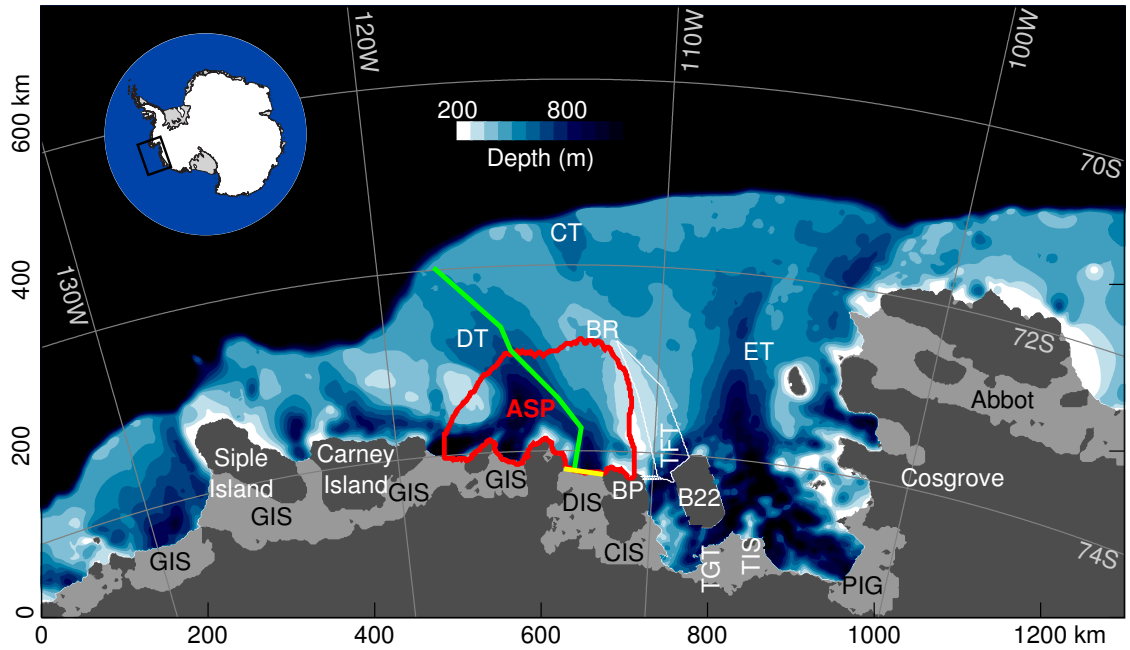 120W
110W
100W
600 km
200
800
Depth (m)
70S
CT
400
130W
DT
BR
72S
ET
Abbot
ASP
200
TIFT
Siple
Island
Carney
Island
Cosgrove
GIS
GIS
BP
B22
DIS
GIS
CIS
GIS
TGT
TIS
74S
PIG
0
0
200
400
600
800
1000
1200 km